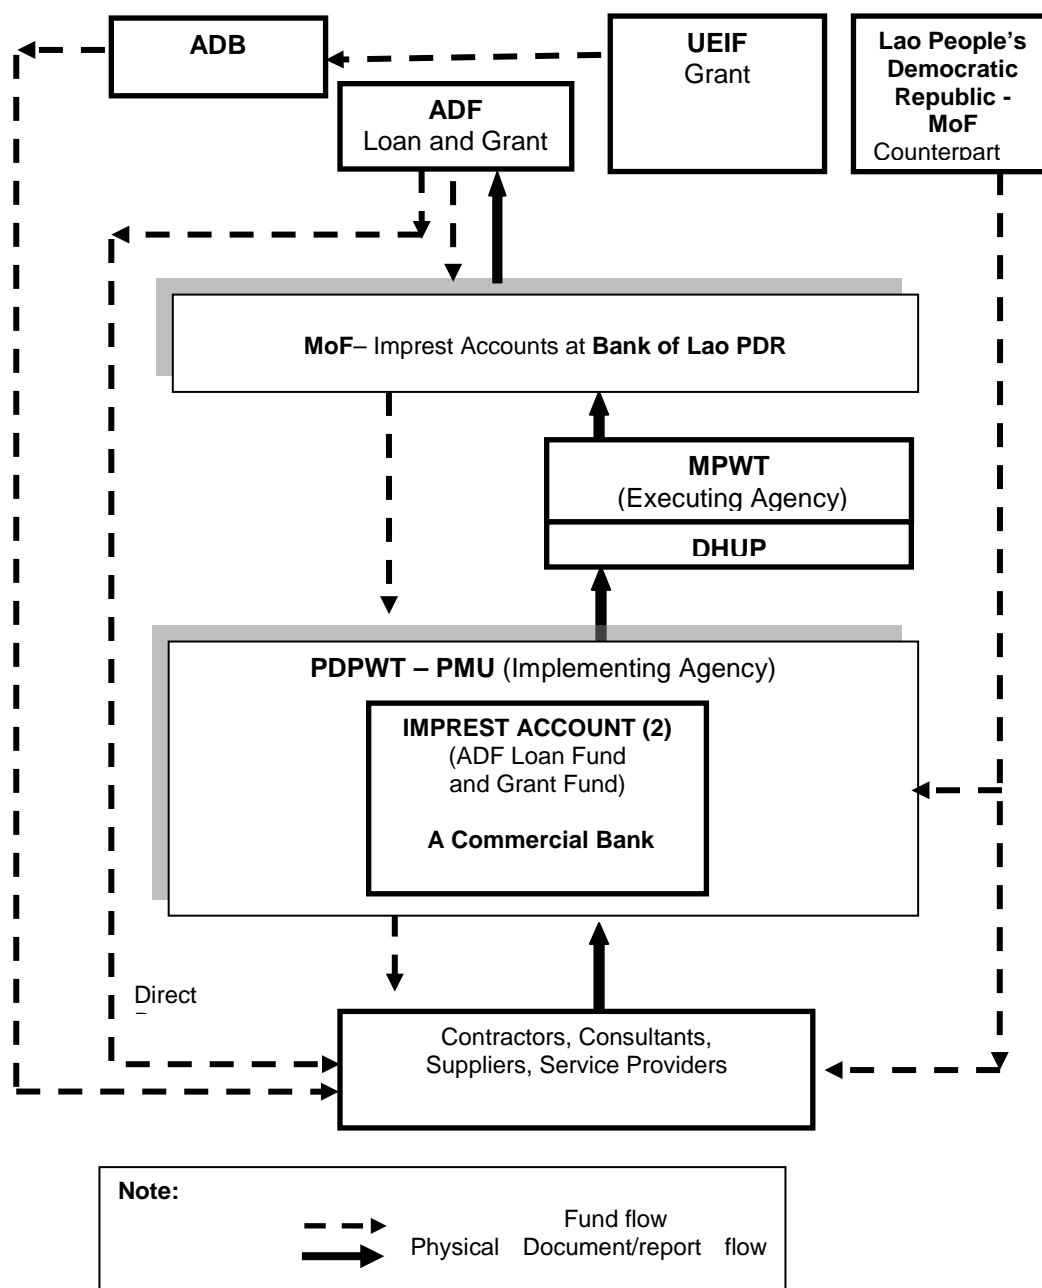 ADB
UEIF
Grant
Lao People's
Democratic
Republic -
MoF
Counterpart
ADF
Loan and Grant
MoF– Imprest Accounts at Bank of Lao PDR
MPWT
(Executing Agency)
DHUP
PDPWT – PMU (Implementing Agency)
IMPREST ACCOUNT (2)
(ADF Loan Fund
and Grant Fund)
A Commercial Bank
Direct
Contractors, Consultants,
Suppliers, Service Providers
Note:
Fund flow
Physical Document/report flow